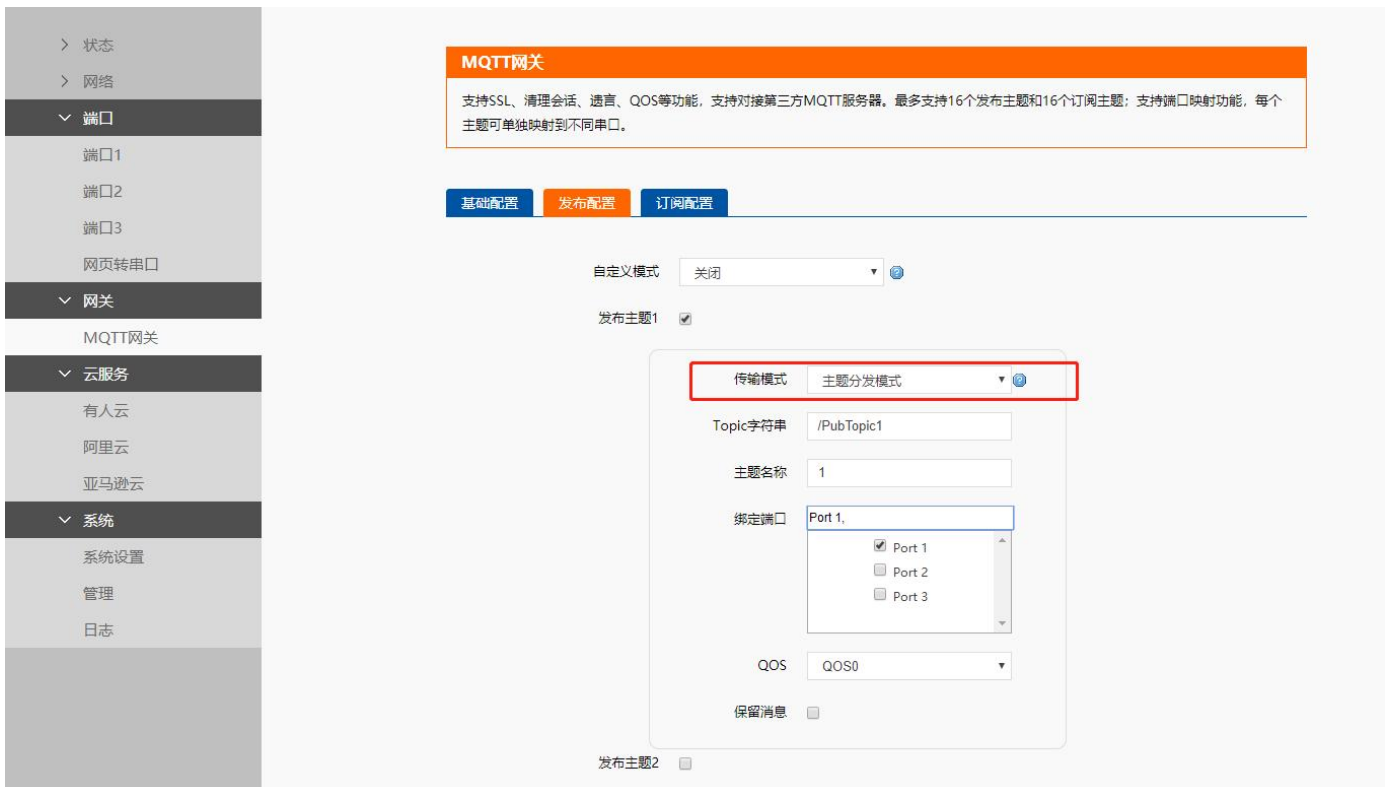 状态
网络
端口
端口1
端口2
端口3
网页转串口
网关
MQTT网关
云服务
有人云
阿里云
亚马逊云
系统
系统设置
管理
日志
MQTT网关
支持SSL、清理会话、遗言、QOS等功能，支持对接第三方MQTT服务器。最多支持16个发布主题和16个订阅主题；支持端口映射功能，每个
主题可单独映射到不同串口。
基础配置 发布配置 订阅配置
自定义模式 关闭
发布主题1
传输模式 主题分发模式
Topic字符串 /PubTopic1
主题名称 1
绑定端口 Port 1,
Port 1
Port 2
Port 3
QOS QOS0
保留消息
发布主题2